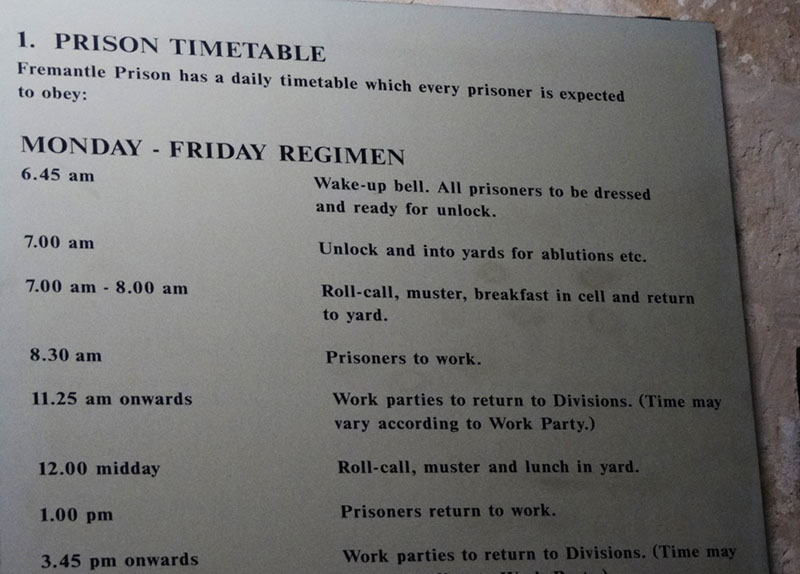 1. PRISON TIMETABLE
Fremantle Prison has a daily timetable which every prisoner is expected
to obey:
MONDAY - FRIDAY REGIMEN
6.45 am Wake-up bell. All prisoners to be dressed
and ready for unlock.
7.00 am Unlock and into yards for ablutions etc.
7.00 am - 8.00 am Roll-call, muster, breakfast in cell and return
to yard.
8.30 am Prisoners to work.
11.25 am onwards Work parties to return to Divisions. (Time may
vary according to Work Party.)
12.00 midday Roll-call, muster and lunch in yard.
1.00 pm Prisoners return to work.
3.45 pm onwards Work parties to return to Divisions. (Time may